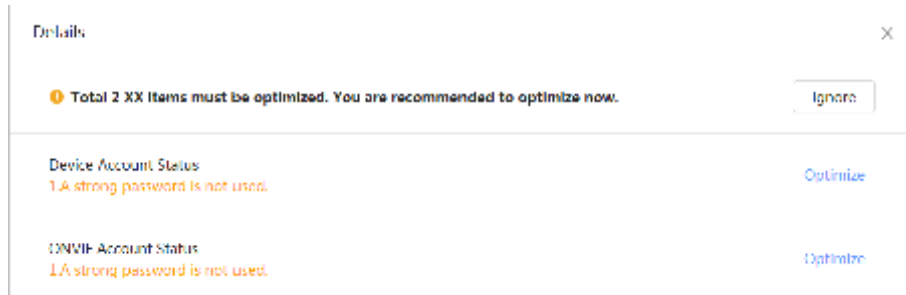 Details
Total 2 XX items must be optimized. You are recommended to optimize now.
Ignore
Device Account Status
1.A strong password is not used.
Optimize
ONVIF Account Status
1.A strong password is not used.
Optimize